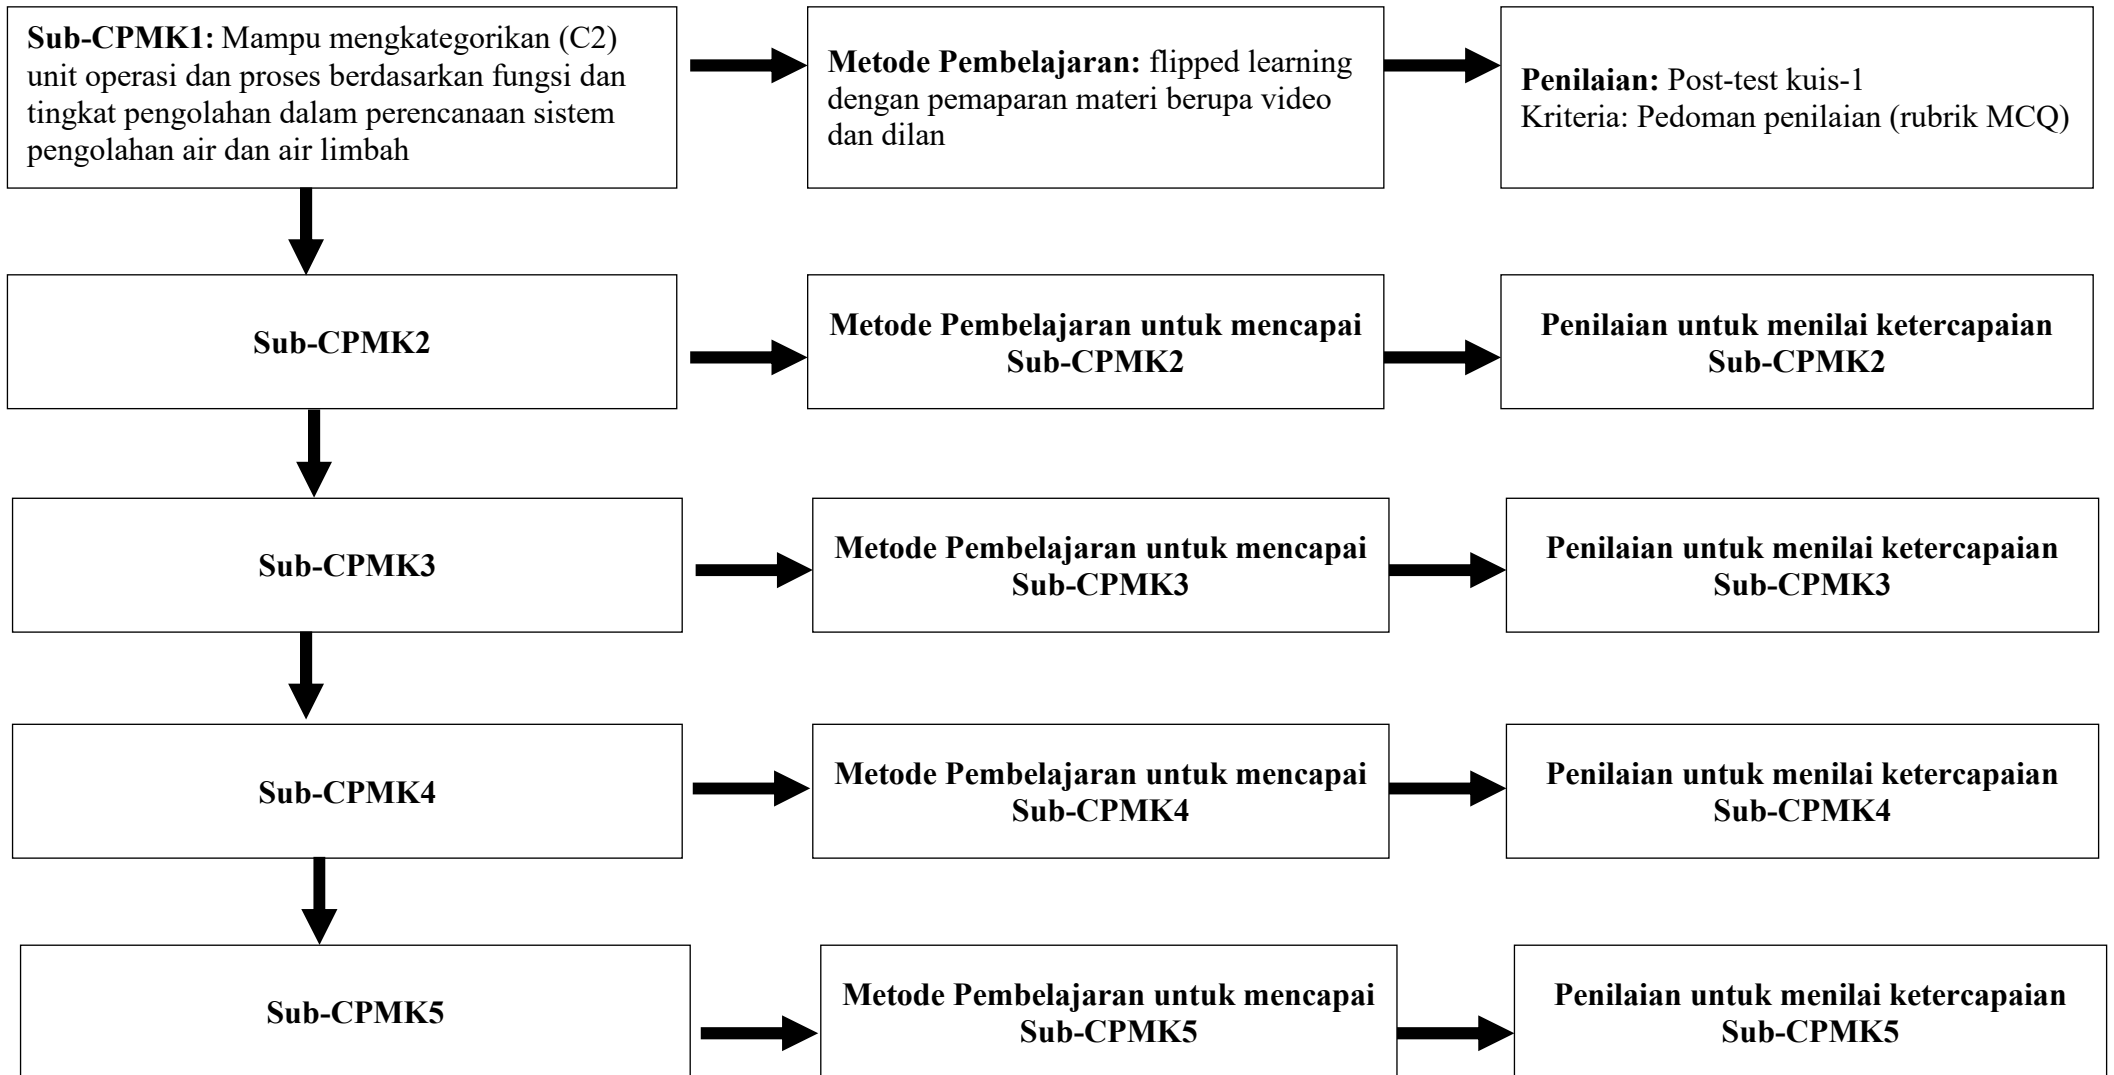 Sub-CPMK1: Mampu mengkategorikan (C2)
unit operasi dan proses berdasarkan fungsi dan
tingkat pengolahan dalam perencanaan sistem
pengolahan air dan air limbah
Metode Pembelajaran: flipped learning
dengan pemaparan materi berupa video
dan dilan
Penilaian: Post-test kuis-1
Kriteria: Pedoman penilaian (rubrik MCQ)
Sub-CPMK2
Metode Pembelajaran untuk mencapai
Sub-CPMK2
Penilaian untuk menilai ketercapaian
Sub-CPMK2
Sub-CPMK3
Metode Pembelajaran untuk mencapai
Sub-CPMK3
Penilaian untuk menilai ketercapaian
Sub-CPMK3
Sub-CPMK4
Metode Pembelajaran untuk mencapai
Sub-CPMK4
Penilaian untuk menilai ketercapaian
Sub-CPMK4
Sub-CPMK5
Metode Pembelajaran untuk mencapai
Sub-CPMK5
Penilaian untuk menilai ketercapaian
Sub-CPMK5